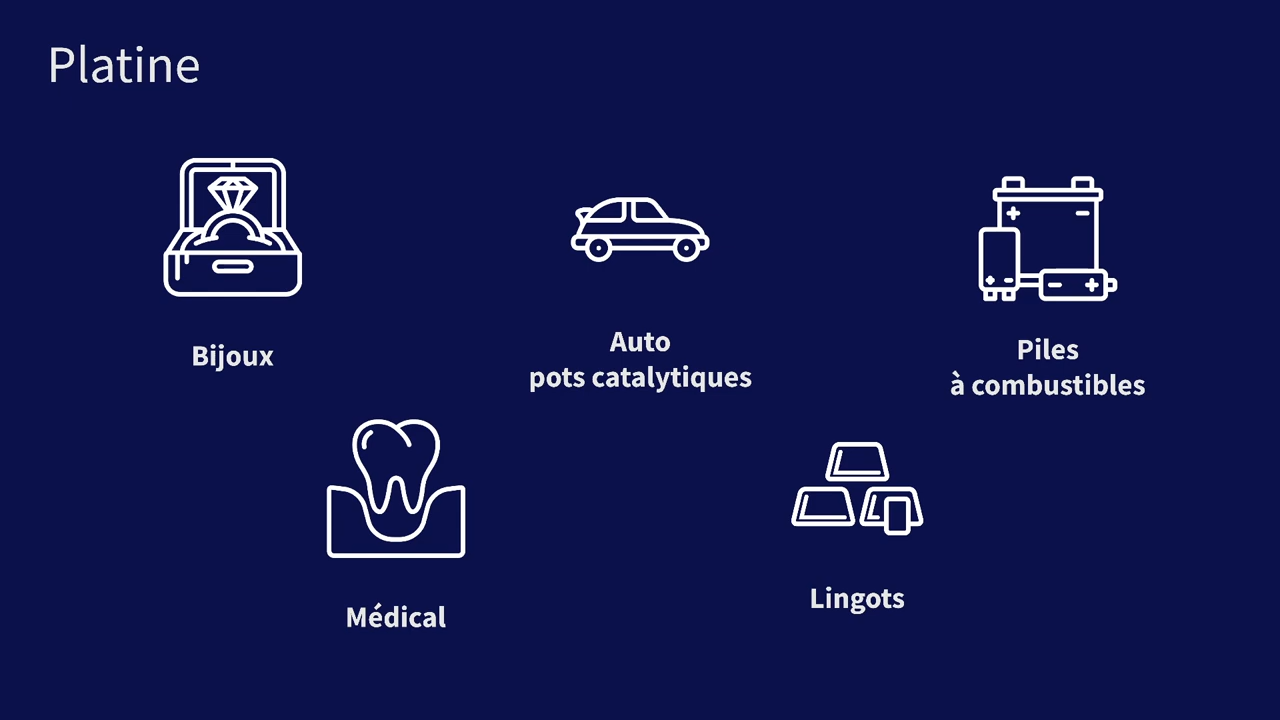 Platine
Bijoux
Auto
pots catalytiques
Piles
à combustibles
Médical
Lingots